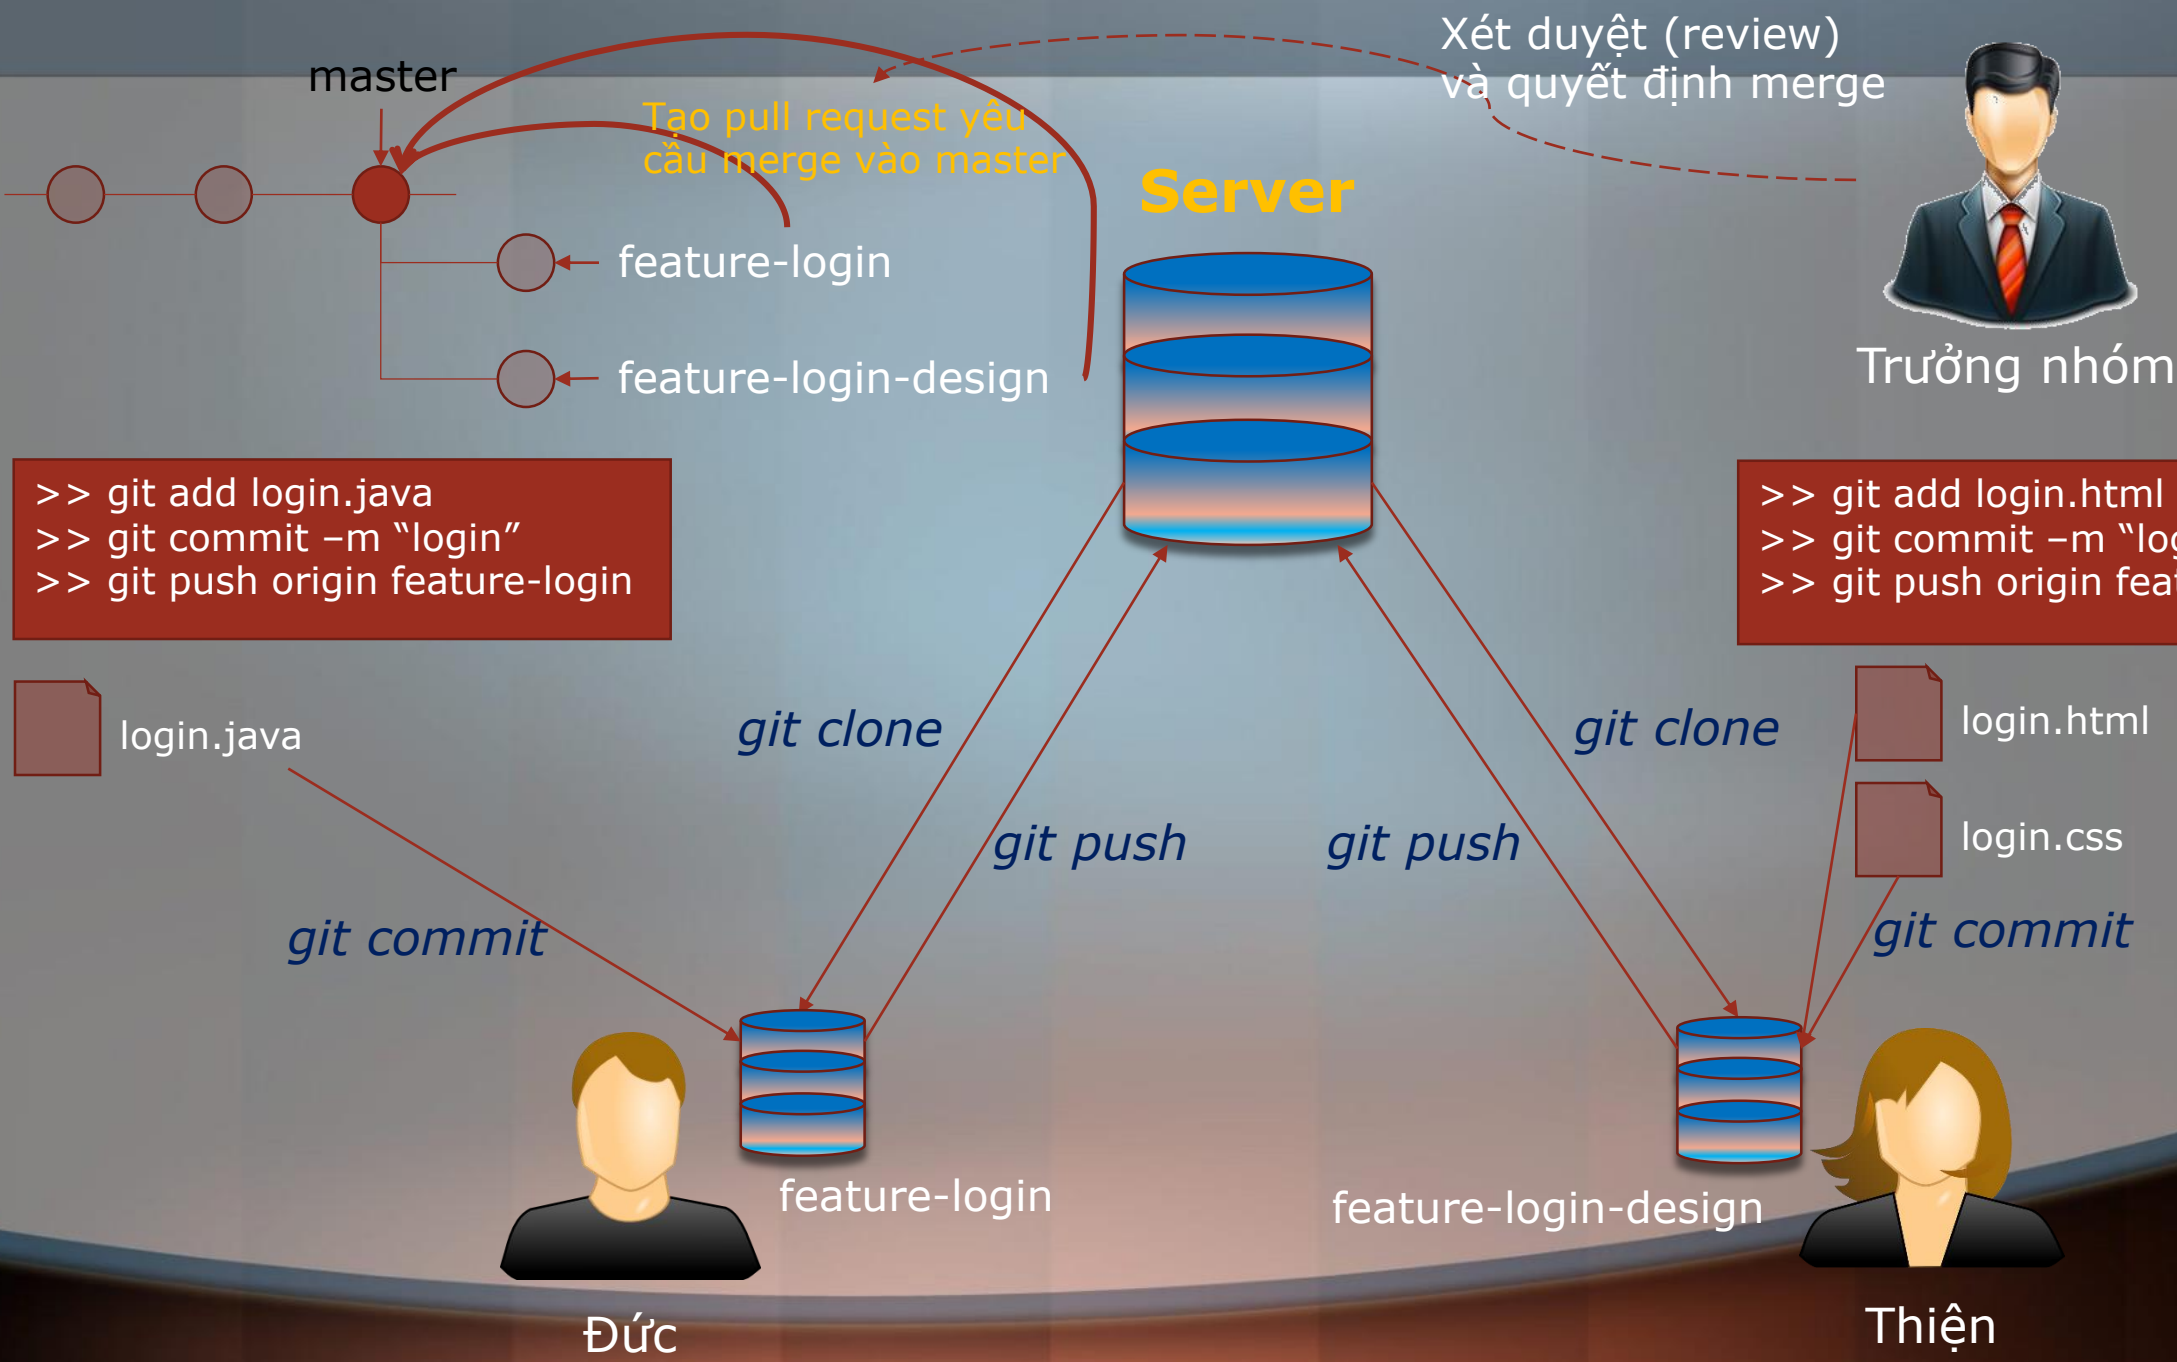 Xét duyệt (review)
và quyết định merge
master
Tạo pull request yêu
cầu merge vào master
Server
feature-login
feature-login-design
Trưởng nhóm
>> git add login.java
>> git commit –m “login”
>> git push origin feature-login
>> git add login.html
>> git commit –m “log
>> git push origin feat
login.java
login.html
login.css
git clone
git clone
git push
git push
git commit
git commit
feature-login
feature-login-design
Đức
Thiện